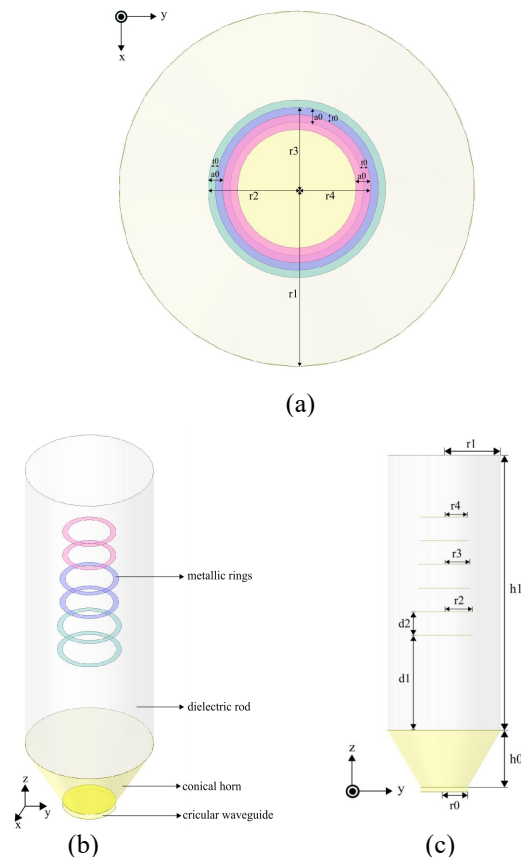 y
x
a0
t0
r3
t0
t0
a0
a0
r2
r4
r1
(a)
metallic rings
dielectric rod
conical horn
cricular waveguide
z
y
x
(b)
r1
r4
r3
r2
d2
h1
d1
h0
z
y
r0
(c)